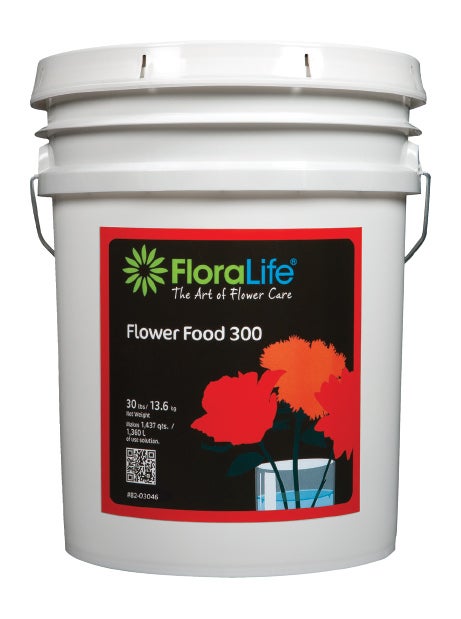 FloraLife®
The Art of Flower Care
Flower Food 300
30 lbs / 13.6 kg
Net Weight
Makes 1,437 qts. /
1,360 L
of use solution.
#82-03046